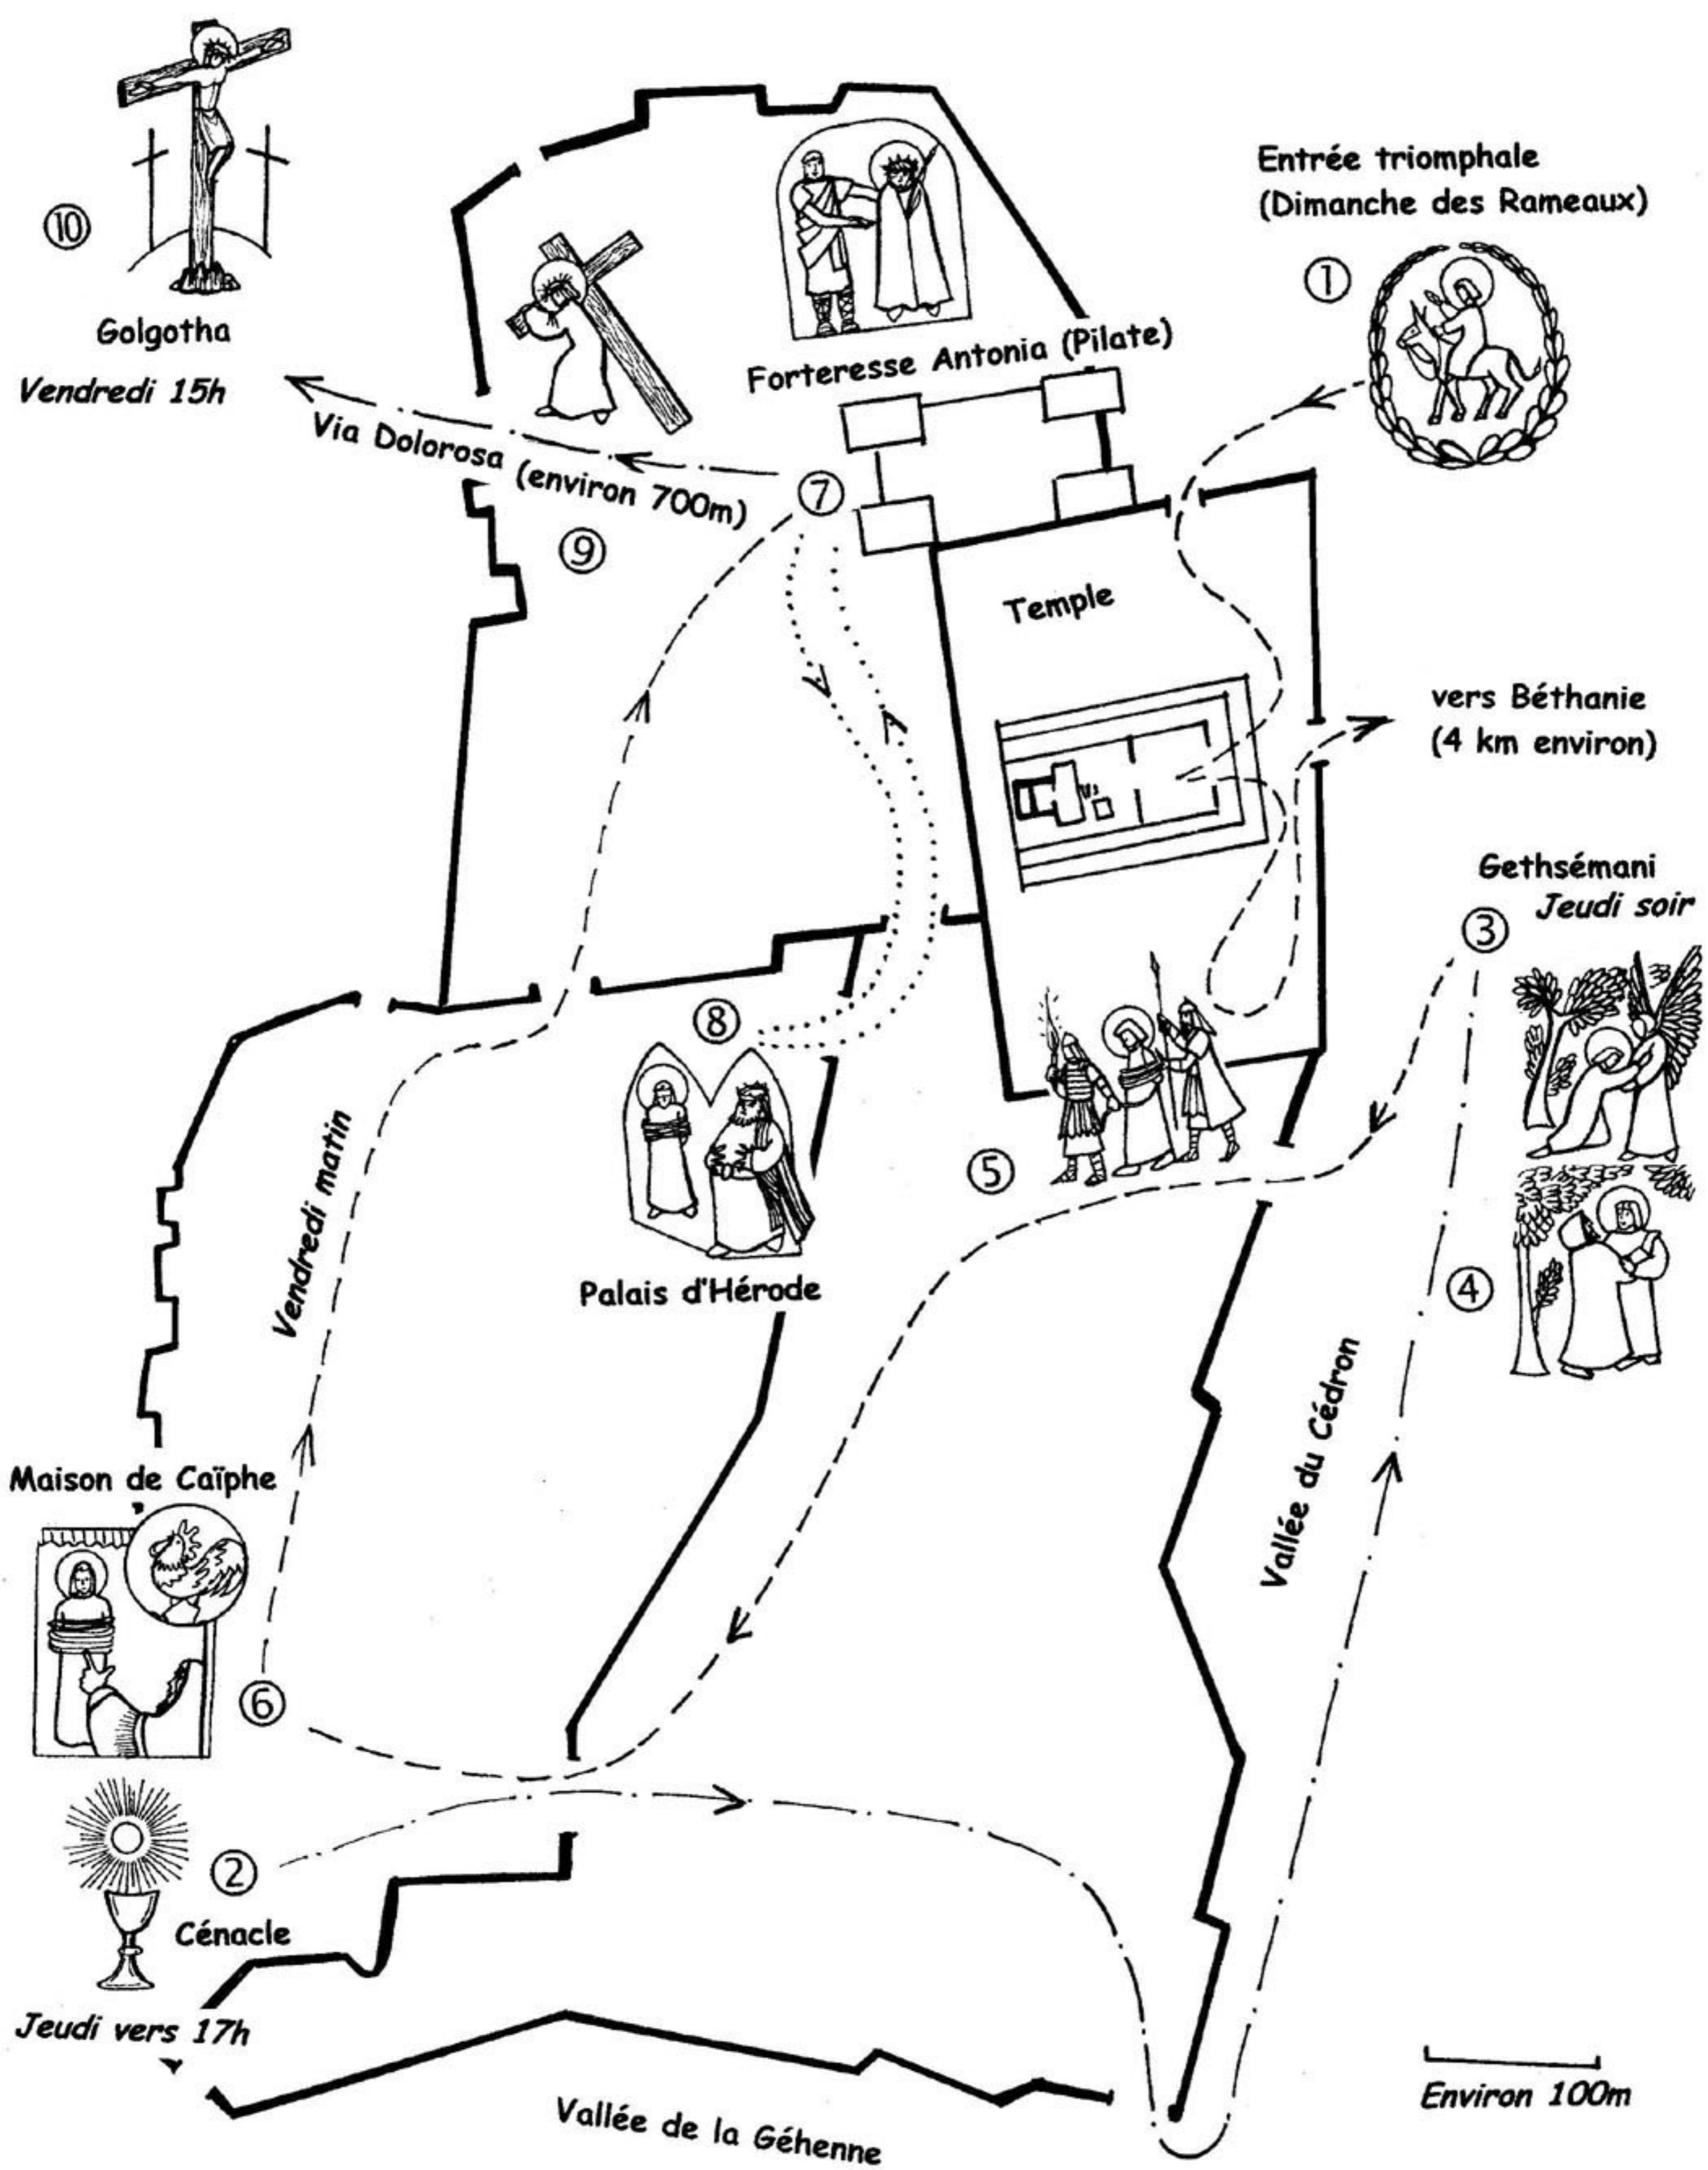 Entrée triomphale
(Dimanche des Rameaux)
①
⑩
Golgotha
Vendredi 15h
Forteresse Antonia (Pilate)
Via Dolorosa (environ 700m)
⑦
⑨
Temple
vers Béthanie
(4 km environ)
Gethsémani
Jeudi soir
③
⑧
⑤
Palais d'Hérode
④
Vendredi matin
Vallée du Cédron
Maison de Caïphe
⑥
②
Cénacle
Jeudi vers 17h
Environ 100m
Vallée de la Géhenne